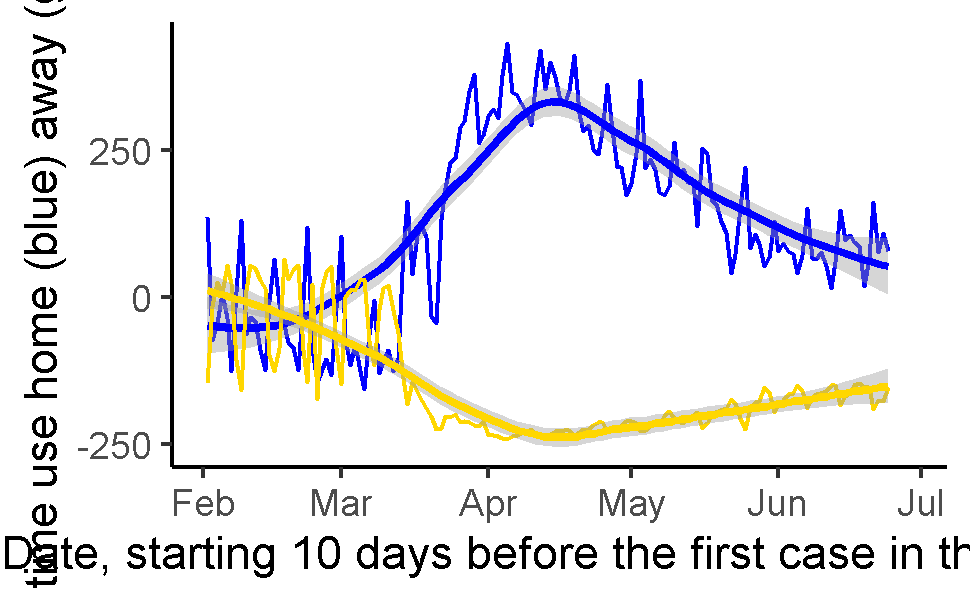 time use home (blue) away (
250
0
-250
Feb Mar Apr May Jun Jul
Date, starting 10 days before the first case in th